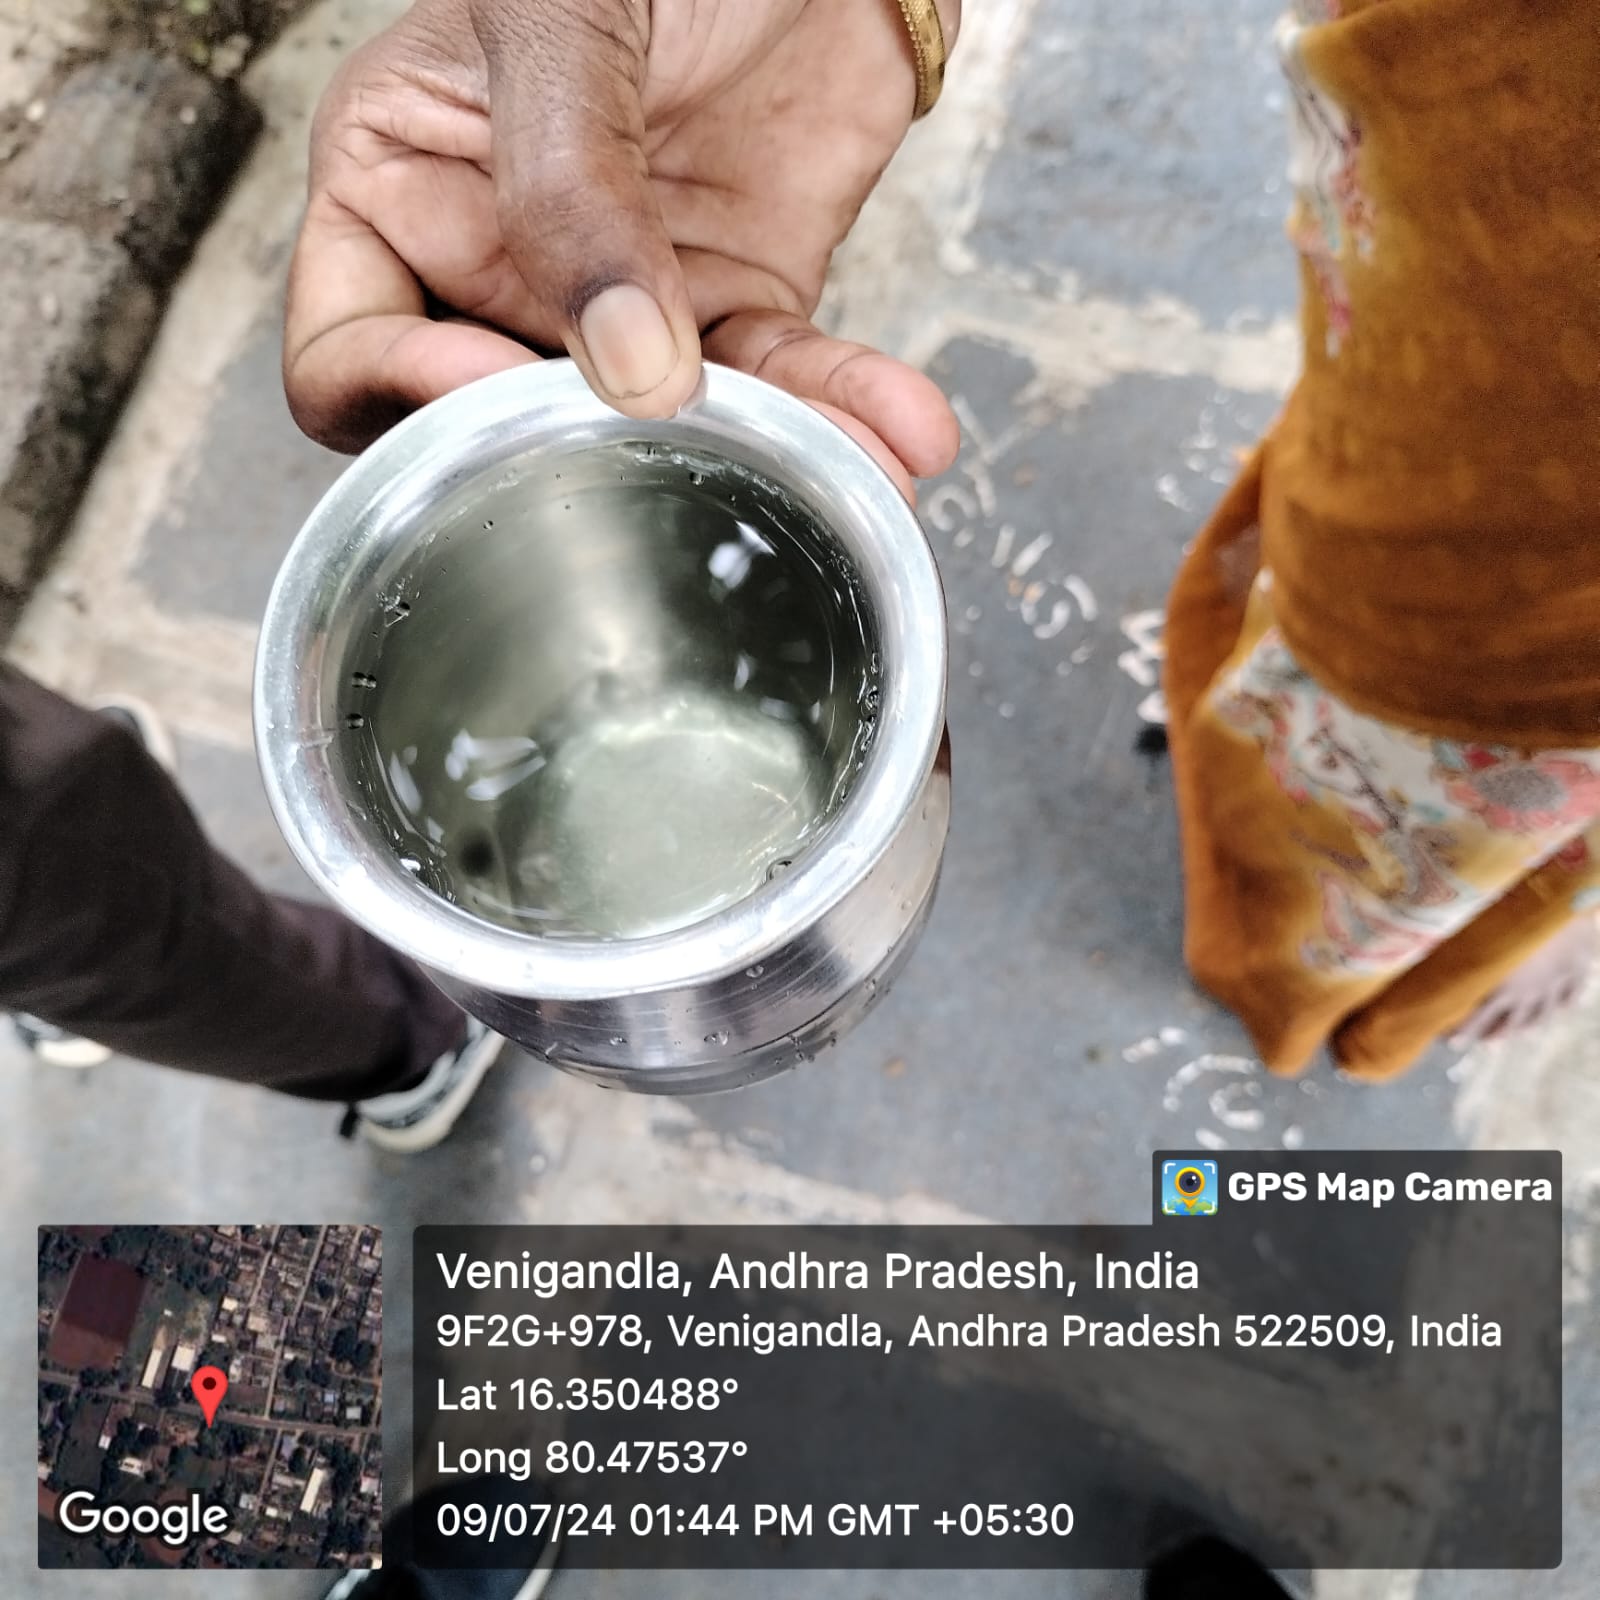 GPS Map Camera
Venigandla, Andhra Pradesh, India
9F2G+978, Venigandla, Andhra Pradesh 522509, India
Lat 16.350488°
Long 80.47537°
09/07/24 01:44 PM GMT +05:30
Google